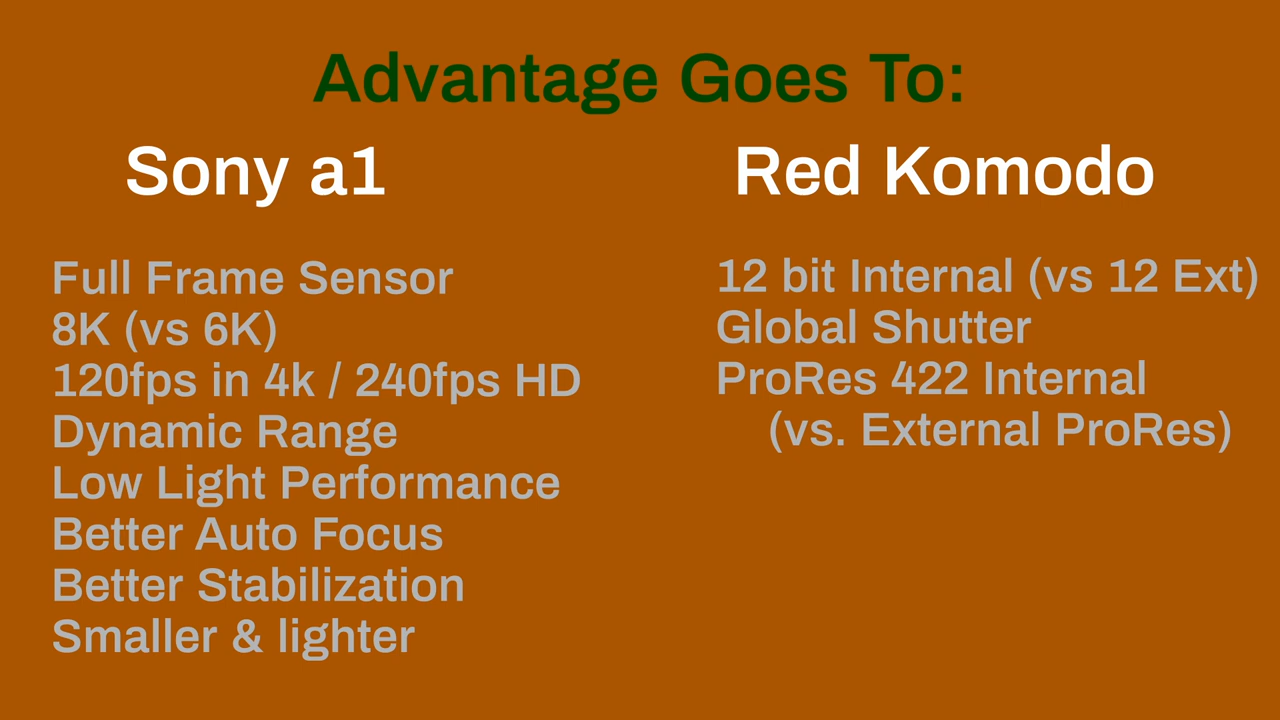 Advantage Goes To:
Sony a1
Full Frame Sensor
8K (vs 6K)
120fps in 4k / 240fps HD
Dynamic Range
Low Light Performance
Better Auto Focus
Better Stabilization
Smaller & lighter
Red Komodo
12 bit Internal (vs 12 Ext)
Global Shutter
ProRes 422 Internal
(vs. External ProRes)